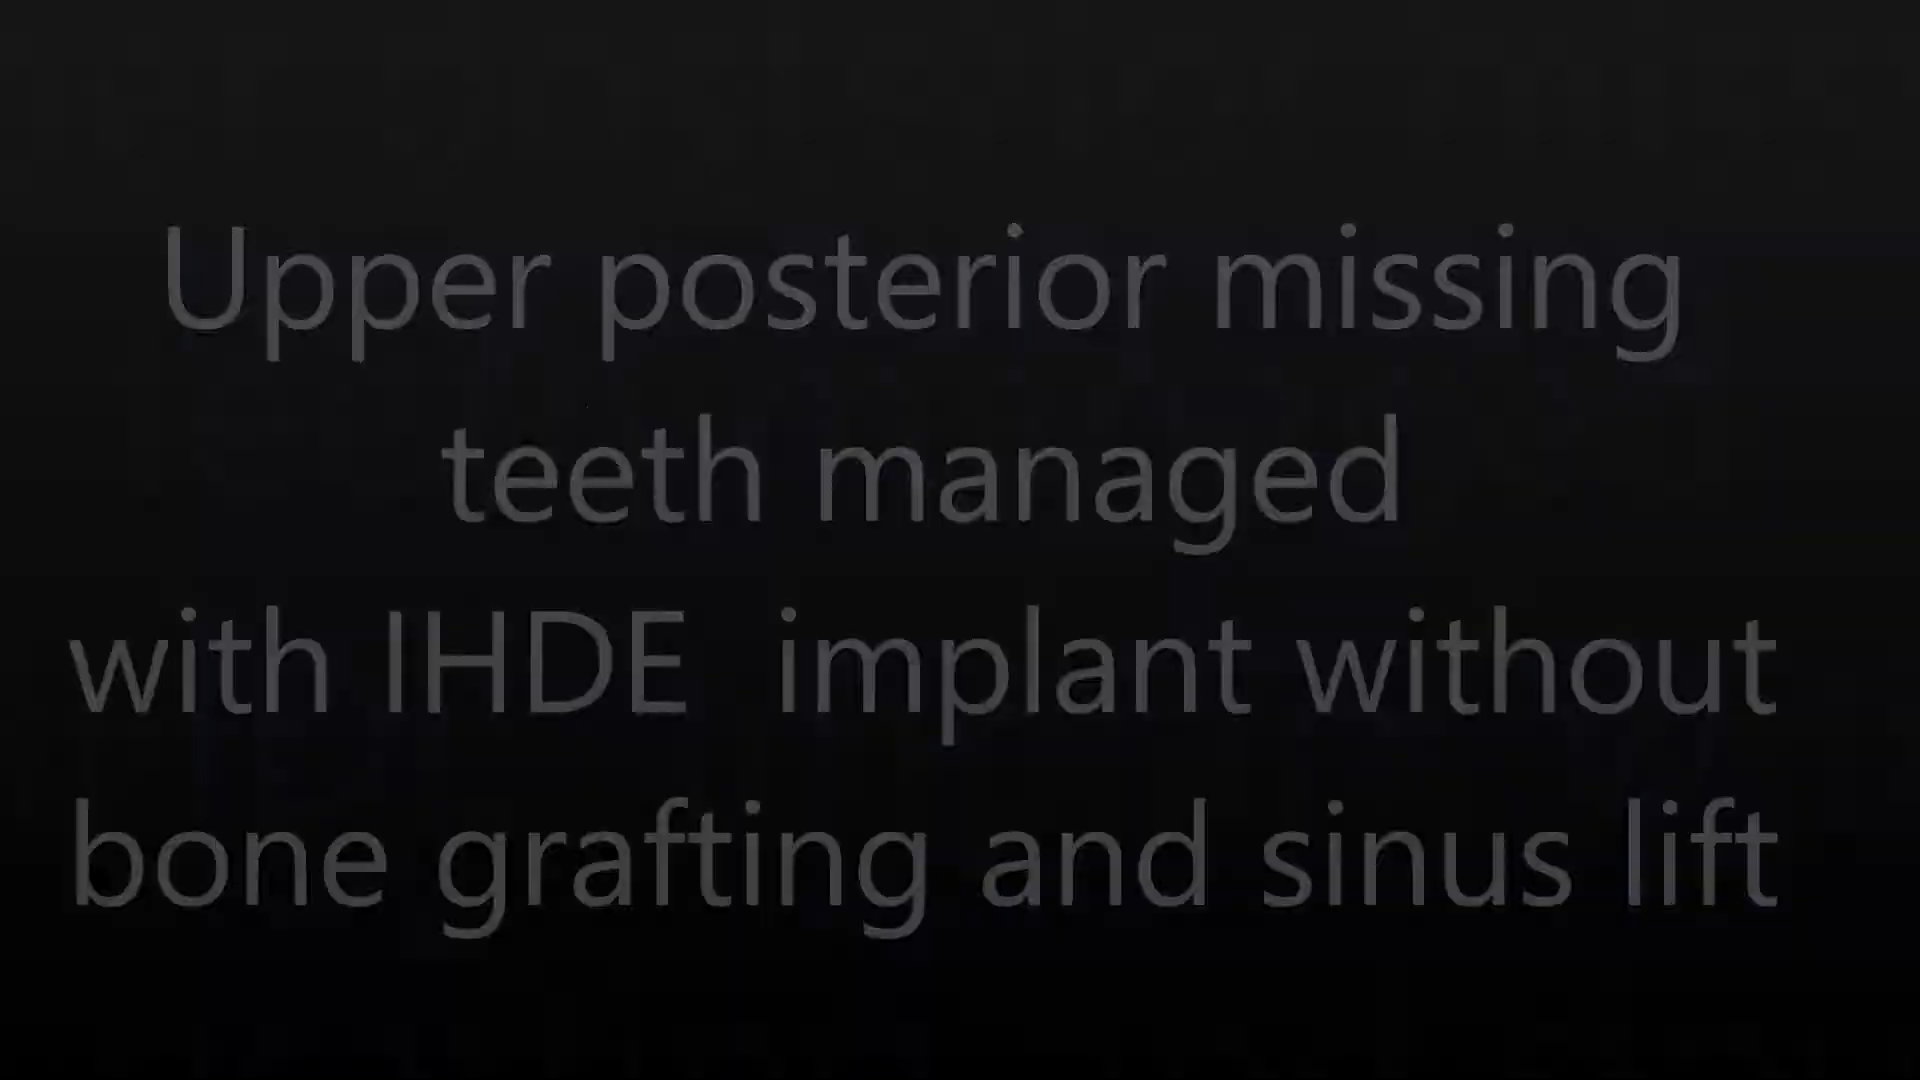 Upper posterior missing
teeth managed
with IHDE  implant without
bone grafting and sinus lift